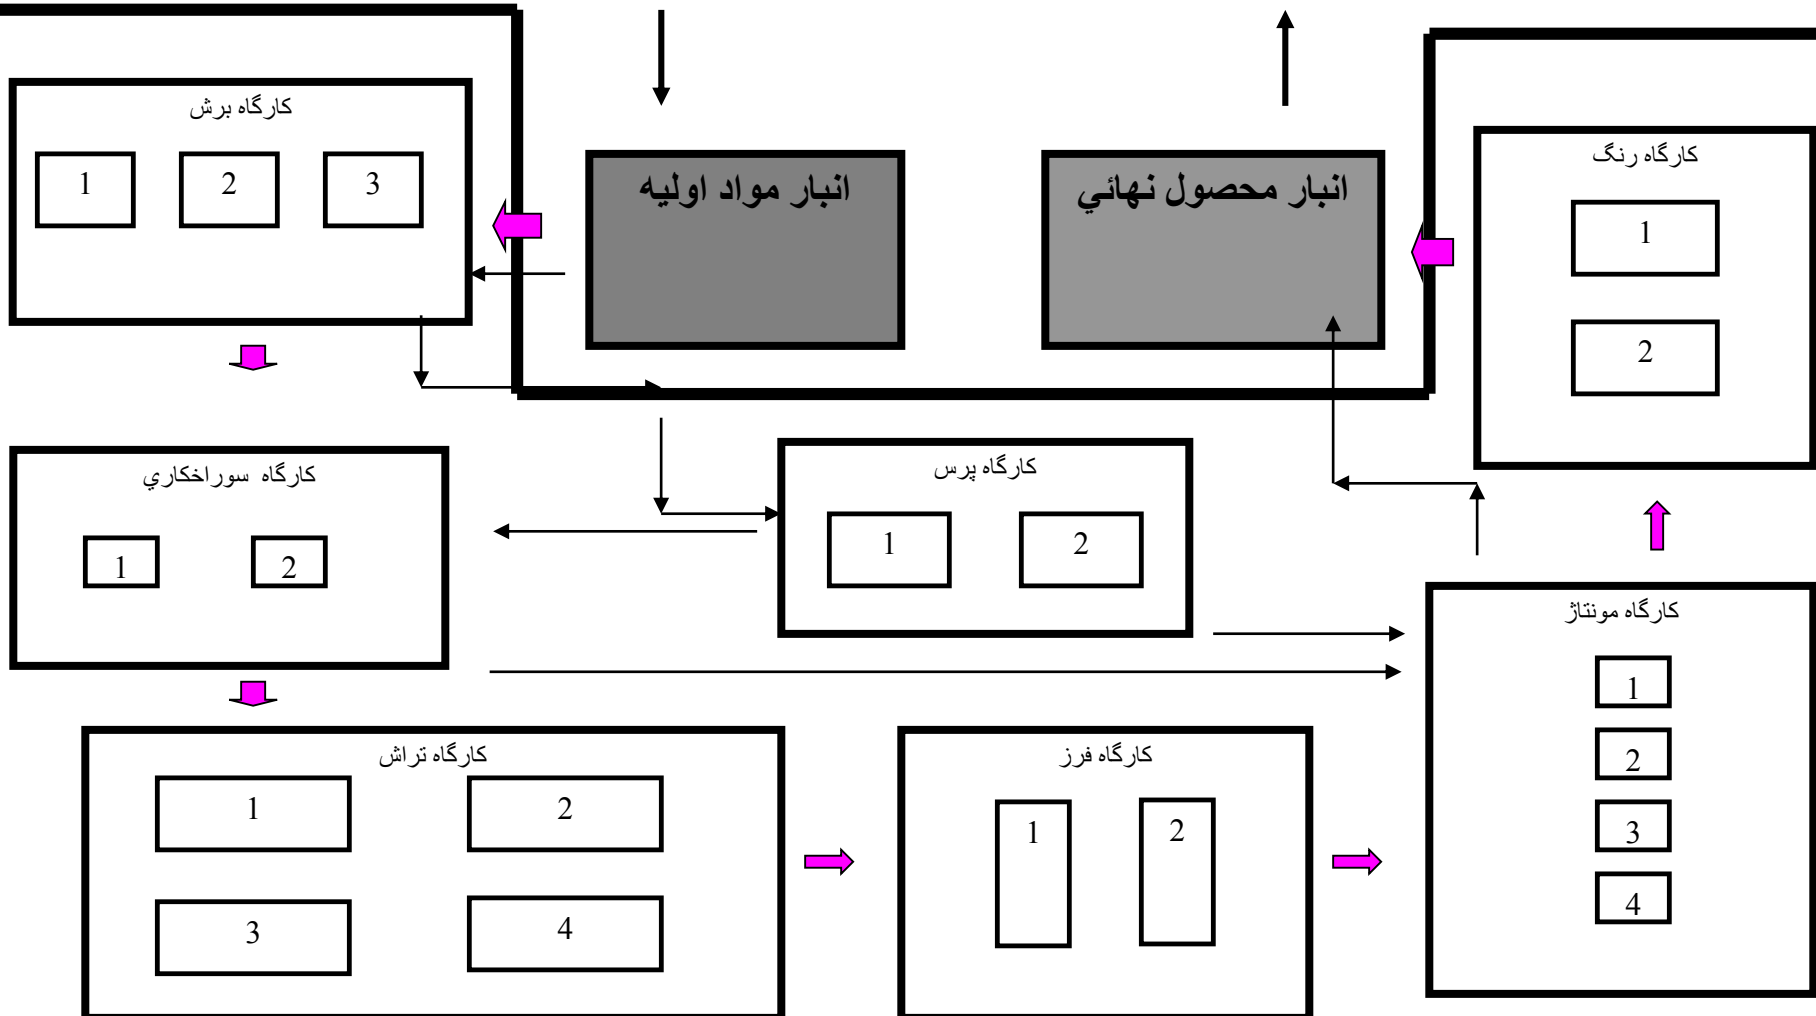 کارگاه برش
1 2 3
انبار مواد اوليه
انبار محصول نهائي
کارگاه رنگ
1
2
کارگاه سوراخکاري
1 2
کارگاه پرس
1 2
کارگاه مونتاژ
1
2
3
4
کارگاه تراش
1 2
3 4
کارگاه فرز
1 2